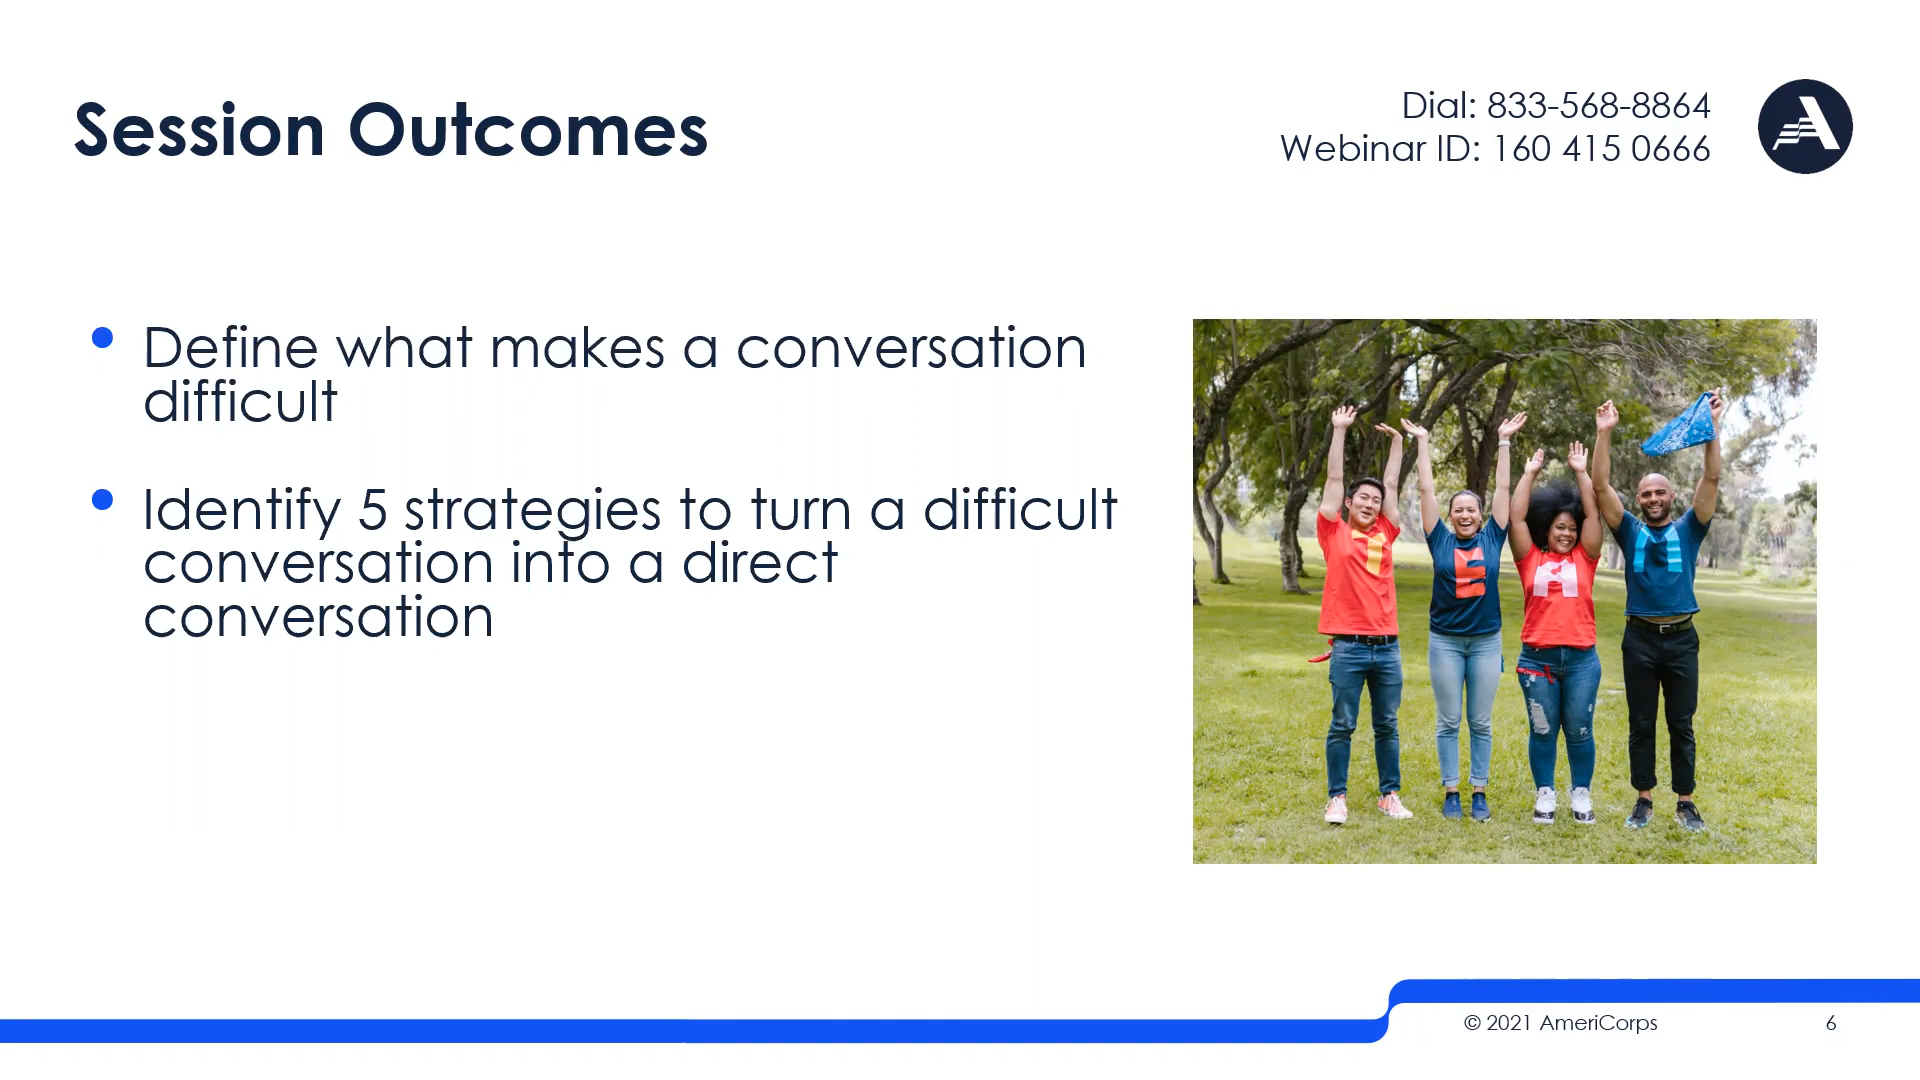 Session Outcomes
Dial: 833-568-8864
Webinar ID: 160 415 0666
Define what makes a conversation
difficult
Identify 5 strategies to turn a difficult
conversation into a direct
conversation
T E A M
© 2021 AmeriCorps
6